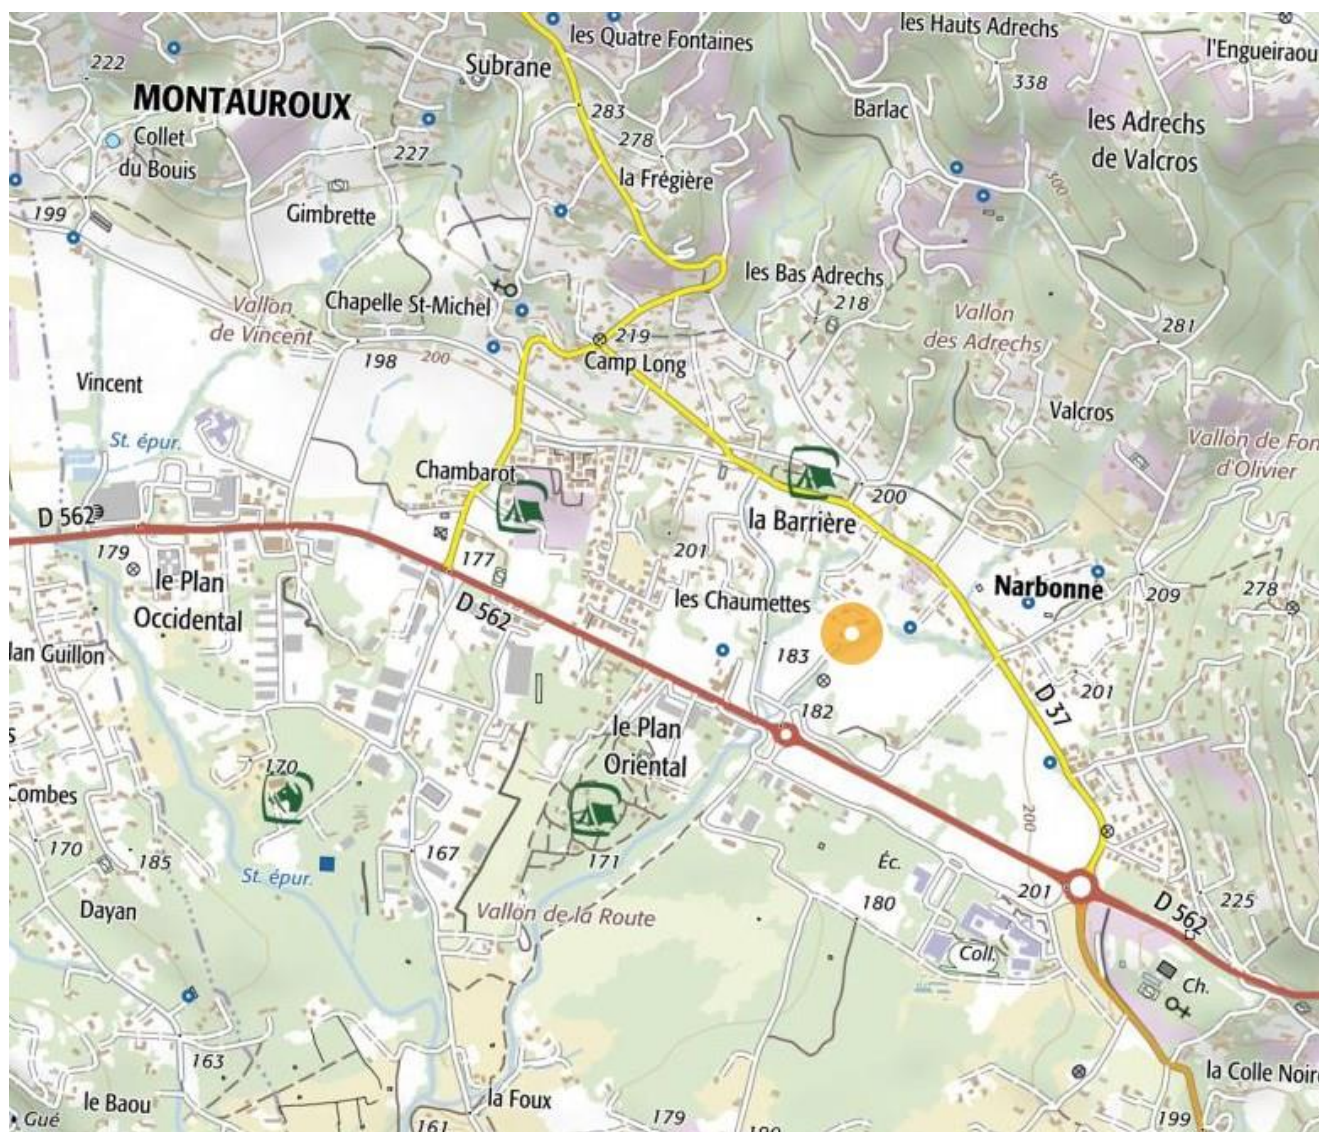 les Quatre Fontaines
les Hauts Adrechs
l'Engueiraou
222
Subrane
338
MONTAUROUX
283
Barlac
les Adrechs
de Valcros
Collet
du Bouis
278
227
la Frégière
300
199
Gimbrette
les Bas Adrechs
218
Vallon
de Vincent
Chapelle St-Michel
Vallon
des Adrechs
281
219
198
200
Camp Long
Vincent
Valcros
St. épur.
Vallon de Fon
d'Olivier
Chambarot
D 562
200
la Barrière
179
177
201
le Plan
Occidental
D 562
les Chaumettes
Narbonne
209
278
lan Guillon
183
201
D 37
182
le Plan
Oriental
170
Combes
200
170
185
167
171
Éc.
St. épur.
201
D 562
225
Dayan
Vallon de la Route
180
Coll.
Ch.
163
la Colle Noire
le Baou
la Foux
Gué
161
179
180
199